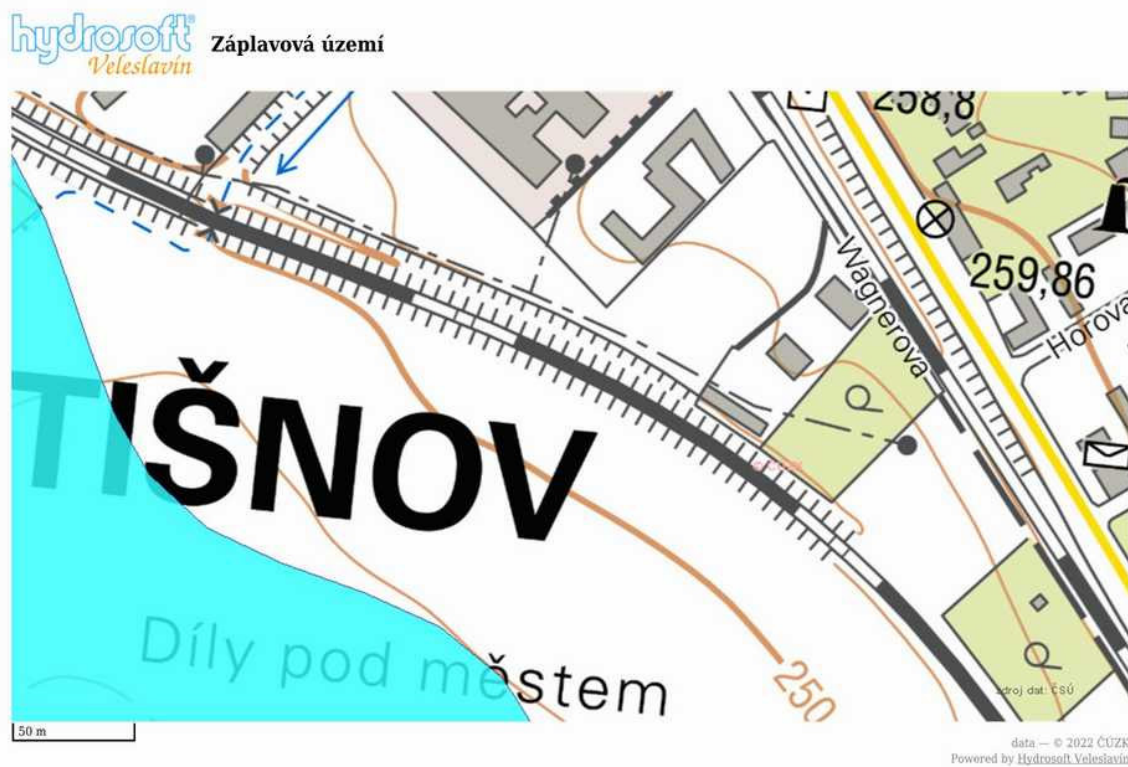 hydrosoft
Veleslavín
Záplavová území
258,8
259,86
Wagnerova
Horova
TIŠNOV
Díly pod městem
250
zdroj dat: ČSÚ
50 m
data — © 2022 ČÚZK
Powered by Hydrosoft Veleslavín